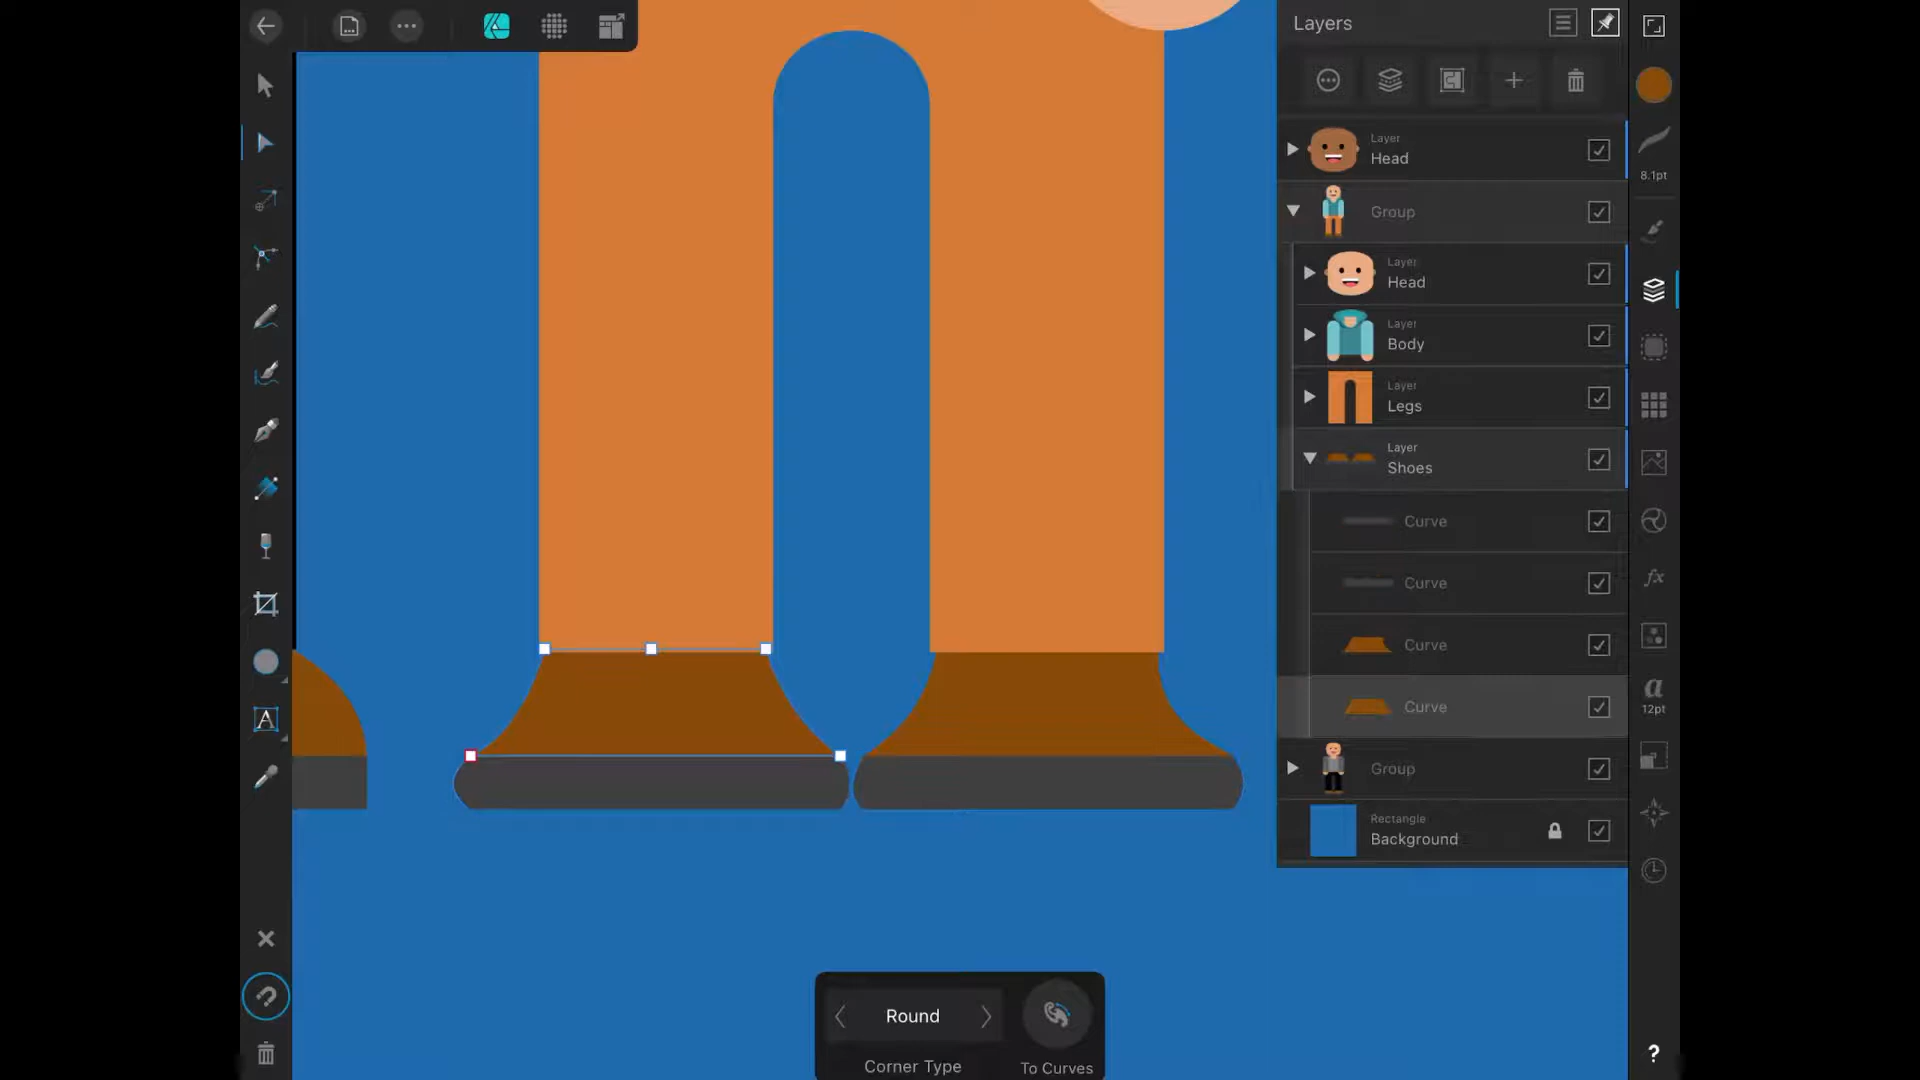 Layers
8.1pt
Layer
Head
Group
Layer
Head
Layer
Body
Layer
Legs
Layer
Shoes
Curve
Curve
Curve
Curve
Group
Rectangle
Background
fx
a
12pt
A
Round
Corner Type
To Curves
?